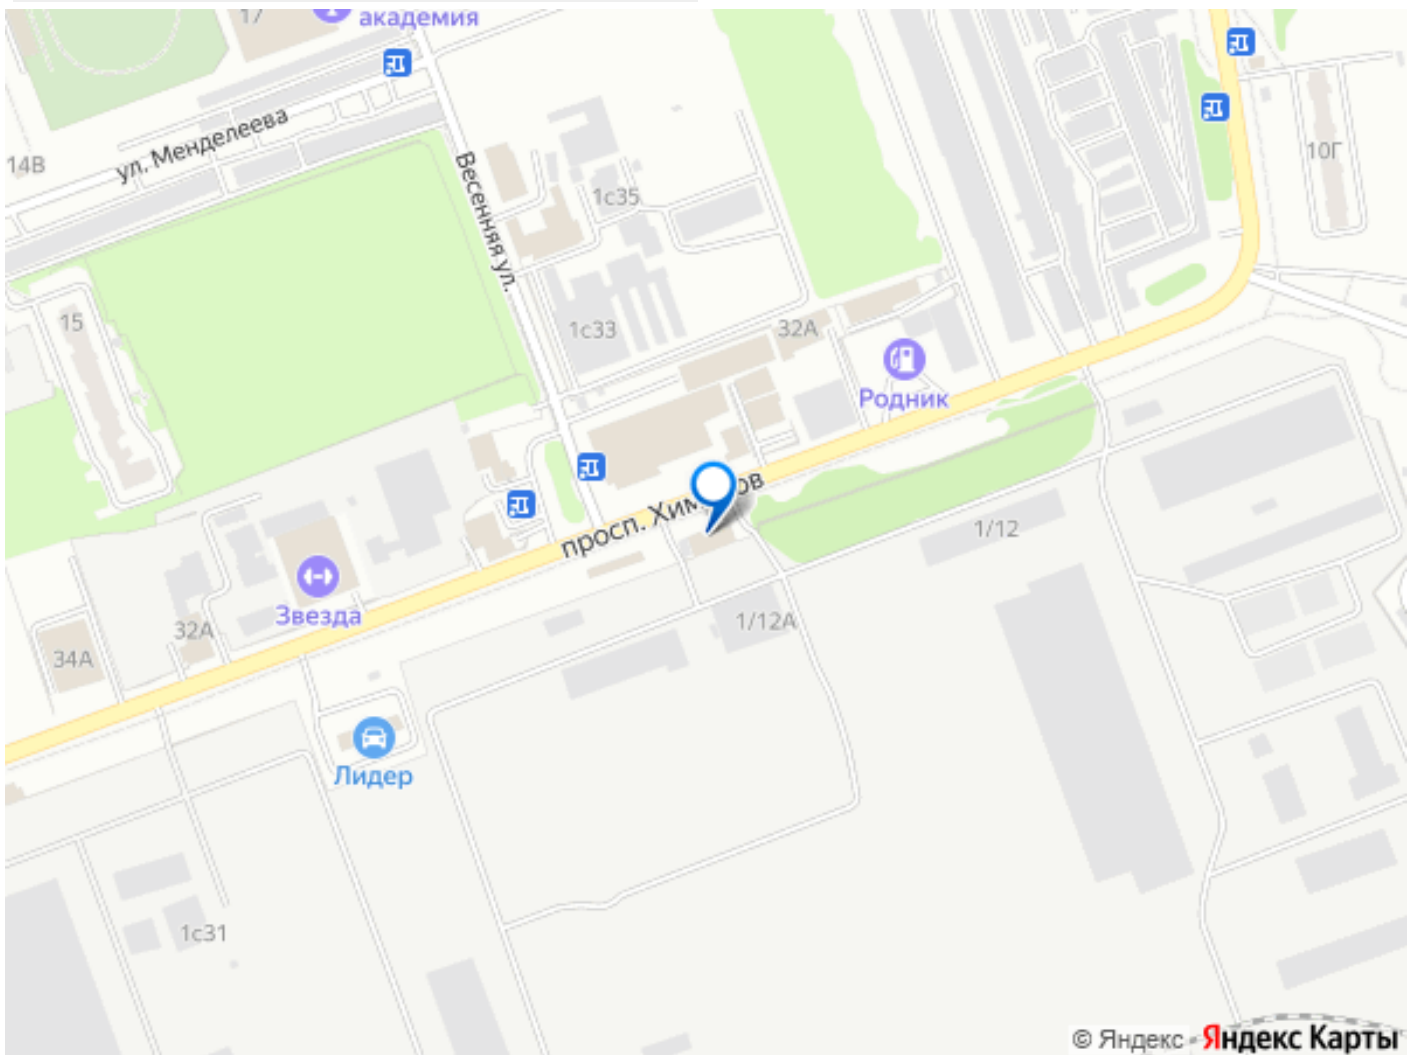 17
академия
ул. Менделеева
14В
Весенняя ул.
1с35
10Г
15
1с33
32А
Родник
просп. Хим ов
1/12
Звезда
32А
1/12А
34А
Лидер
1с31
© Яндекс Яндекс Карты